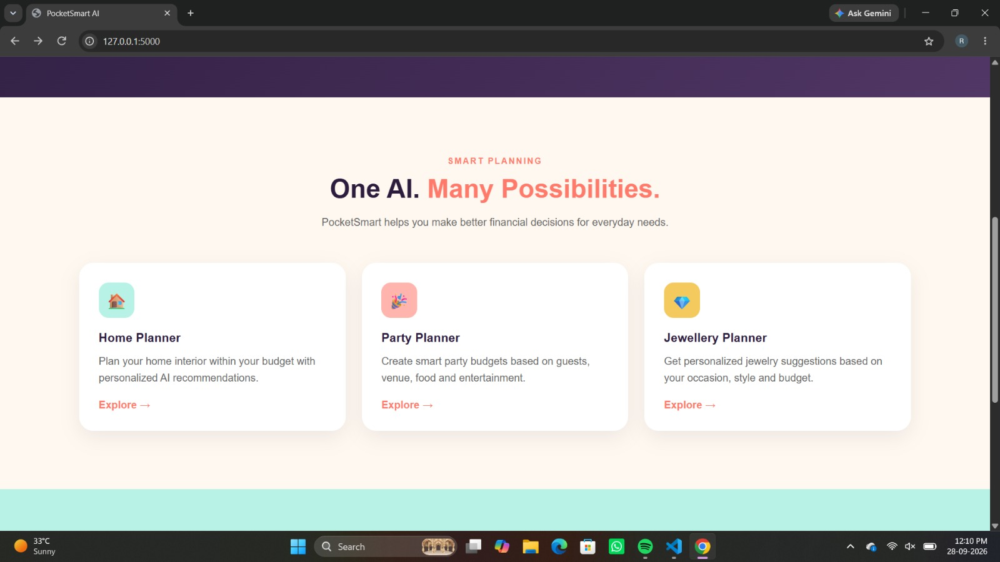 PocketSmart AI
Ask Gemini
127.0.0.1:5000
R
SMART PLANNING
One AI. Many Possibilities.
PocketSmart helps you make better financial decisions for everyday needs.
Home Planner
Plan your home interior within your budget with
personalized AI recommendations.
Explore →
Party Planner
Create smart party budgets based on guests,
venue, food and entertainment.
Explore →
Jewellery Planner
Get personalized jewelry suggestions based on
your occasion, style and budget.
Explore →
33°C
Sunny
Search
12:10 PM
28-09-2026